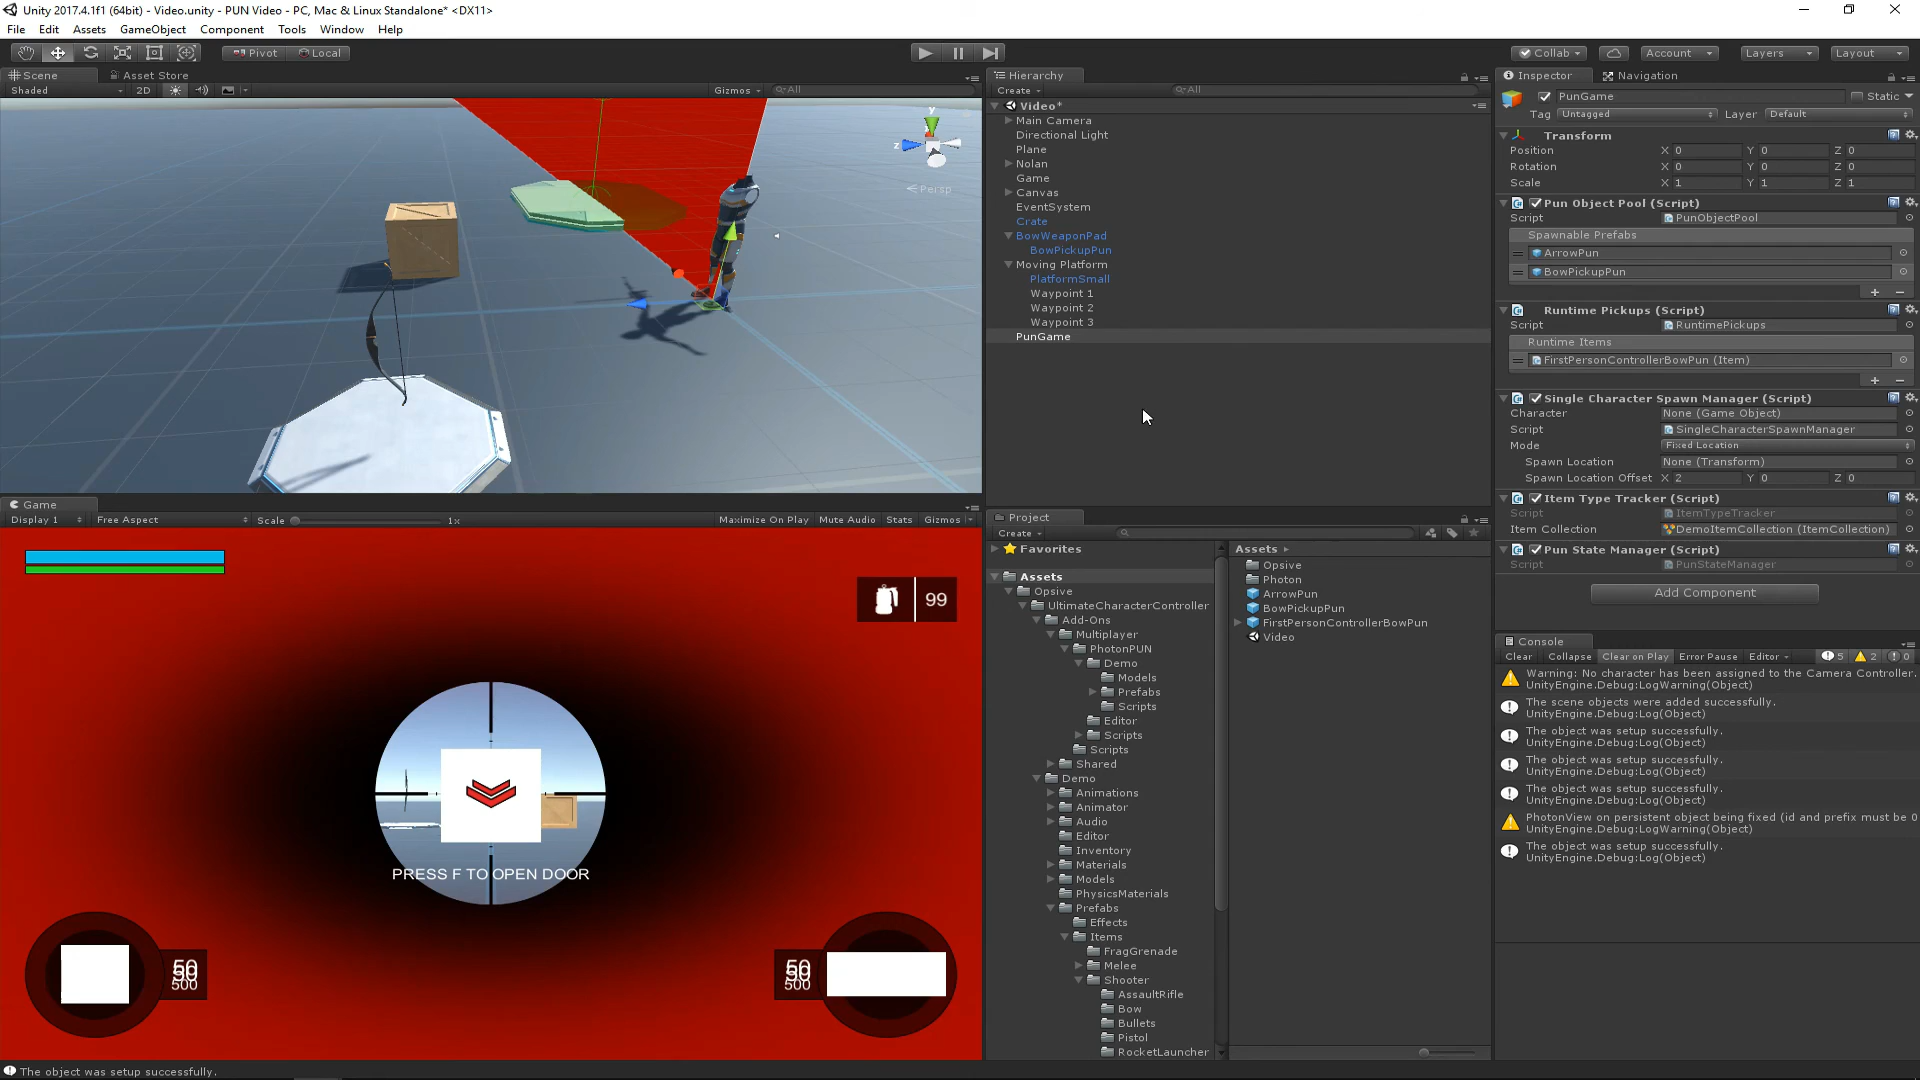 Unity 2017.4.1f1 (64bit) - Video.unity - PUN Video - PC, Mac & Linux Standalone* <DX11>
File Edit Assets GameObject Component Tools Window Help
Pivot Local
Collab Account Layers Layout
Scene Asset Store
Shaded 2D Gizmos All
y
z
Persp
Game
Display 1 Free Aspect Scale 1x Maximize On Play Mute Audio Stats Gizmos
99
PRESS F TO OPEN DOOR
50
500
50
500
Hierarchy
Create All
Video*
Main Camera
Directional Light
Plane
Nolan
Game
Canvas
EventSystem
Crate
BowWeaponPad
BowPickupPun
Moving Platform
PlatformSmall
Waypoint 1
Waypoint 2
Waypoint 3
PunGame
Project
Create
Favorites
Assets
Opsive
UltimateCharacterController
Add-Ons
Multiplayer
PhotonPUN
Demo
Models
Prefabs
Scripts
Editor
Scripts
Scripts
Shared
Demo
Animations
Animator
Audio
Editor
Inventory
Materials
Models
PhysicsMaterials
Prefabs
Effects
Items
FragGrenade
Melee
Shooter
AssaultRifle
Bow
Bullets
Pistol
RocketLauncher
Assets
Opsive
Photon
ArrowPun
BowPickupPun
FirstPersonControllerBowPun
Video
Inspector Navigation
PunGame Static
Tag Untagged Layer Default
Transform
Position X 0 Y 0 Z 0
Rotation X 0 Y 0 Z 0
Scale X 1 Y 1 Z 1
Pun Object Pool (Script)
Script PunObjectPool
Spawnable Prefabs
ArrowPun
BowPickupPun
Runtime Pickups (Script)
Script RuntimePickups
Runtime Items
FirstPersonControllerBowPun (Item)
Single Character Spawn Manager (Script)
Character None (Game Object)
Script SingleCharacterSpawnManager
Mode Fixed Location
Spawn Location None (Transform)
Spawn Location Offset X 2 Y 0 Z 0
Item Type Tracker (Script)
Script ItemTypeTracker
Item Collection DemoItemCollection (ItemCollection)
Pun State Manager (Script)
Script PunStateManager
Add Component
Console
Clear Collapse Clear on Play Error Pause Editor 5 2 0
Warning: No character has been assigned to the Camera Controller.
UnityEngine.Debug:LogWarning(Object)
The scene objects were added successfully.
UnityEngine.Debug:Log(Object)
The object was setup successfully.
UnityEngine.Debug:Log(Object)
The object was setup successfully.
UnityEngine.Debug:Log(Object)
The object was setup successfully.
UnityEngine.Debug:Log(Object)
PhotonView on persistent object being fixed (id and prefix must be 0
UnityEngine.Debug:LogWarning(Object)
The object was setup successfully.
UnityEngine.Debug:Log(Object)
The object was setup successfully.